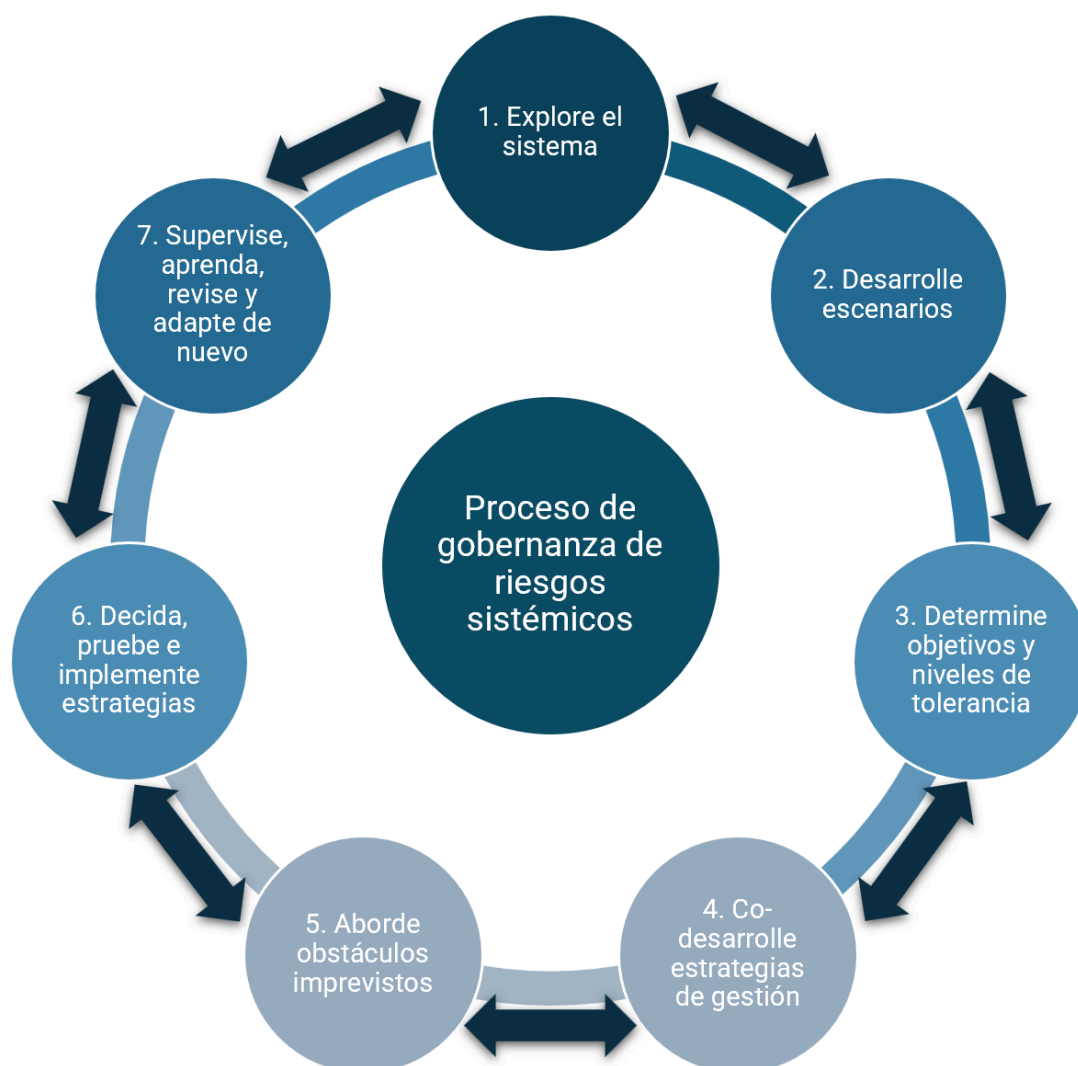 1. Explore el
sistema
2. Desarrolle
escenarios
3. Determine
objetivos y
niveles de
tolerancia
4. Co-
desarrolle
estrategias
de gestión
5. Aborde
obstáculos
imprevistos
6. Decida,
pruebe e
implemente
estrategias
7. Supervise,
aprenda,
revise y
adapte de
nuevo
Proceso de
gobernanza de
riesgos
sistémicos